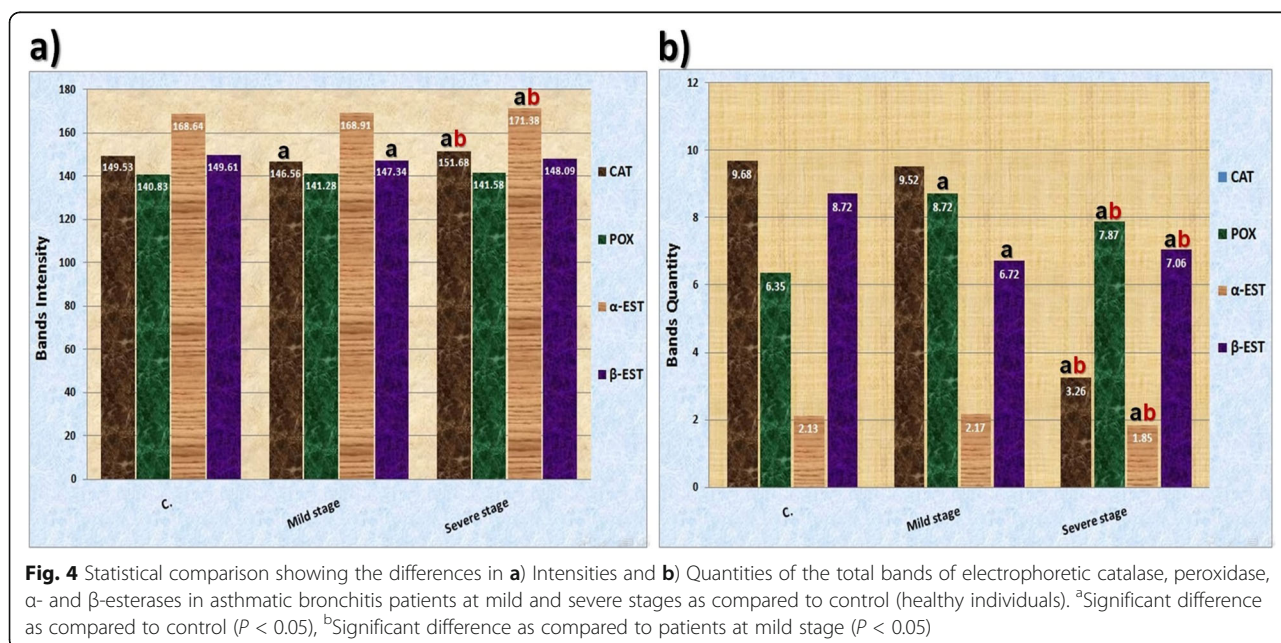 a)
180
160
140
120
100
80
60
40
20
0
Bands Intensity
149.53
140.83
168.64
149.61
a
146.56
141.28
168.91
a
147.34
ab
151.68
141.58
ab
171.38
148.09
C.
Mild stage
Severe stage
CAT
POX
α-EST
β-EST
b)
12
10
8
6
4
2
0
Bands Quantity
9.68
6.35
2.13
8.72
9.52
a
8.72
2.17
a
6.72
ab
3.26
ab
7.87
ab
1.85
ab
7.06
C.
Mild stage
Severe stage
CAT
POX
α-EST
β-EST
Fig. 4 Statistical comparison showing the differences in a) Intensities and b) Quantities of the total bands of electrophoretic catalase, peroxidase,
α- and β-esterases in asthmatic bronchitis patients at mild and severe stages as compared to control (healthy individuals). aSignificant difference
as compared to control (P < 0.05), bSignificant difference as compared to patients at mild stage (P < 0.05)